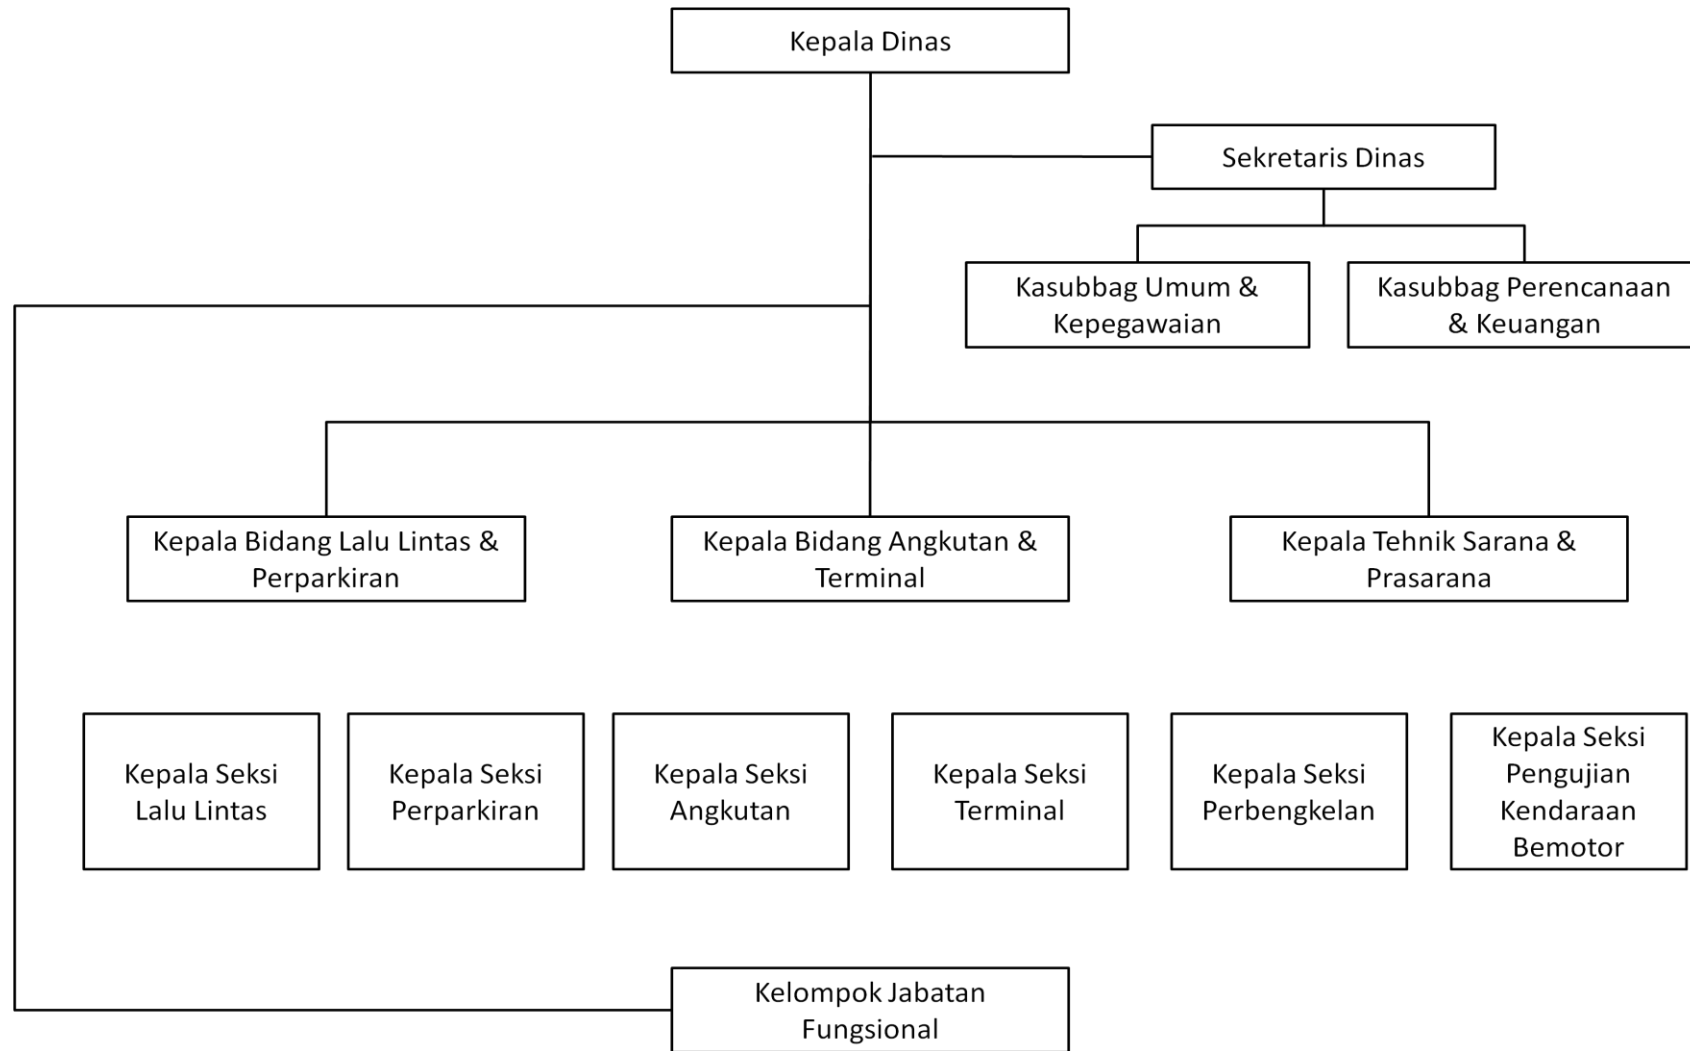 Kepala Dinas
Sekretaris Dinas
Kasubbag Umum &
Kepegawaian
Kasubbag Perencanaan
& Keuangan
Kepala Bidang Lalu Lintas &
Perparkiran
Kepala Bidang Angkutan &
Terminal
Kepala Tehnik Sarana &
Prasarana
Kepala Seksi
Lalu Lintas
Kepala Seksi
Perparkiran
Kepala Seksi
Angkutan
Kepala Seksi
Terminal
Kepala Seksi
Perbengkelan
Kepala Seksi
Pengujian
Kendaraan
Bemotor
Kelompok Jabatan
Fungsional